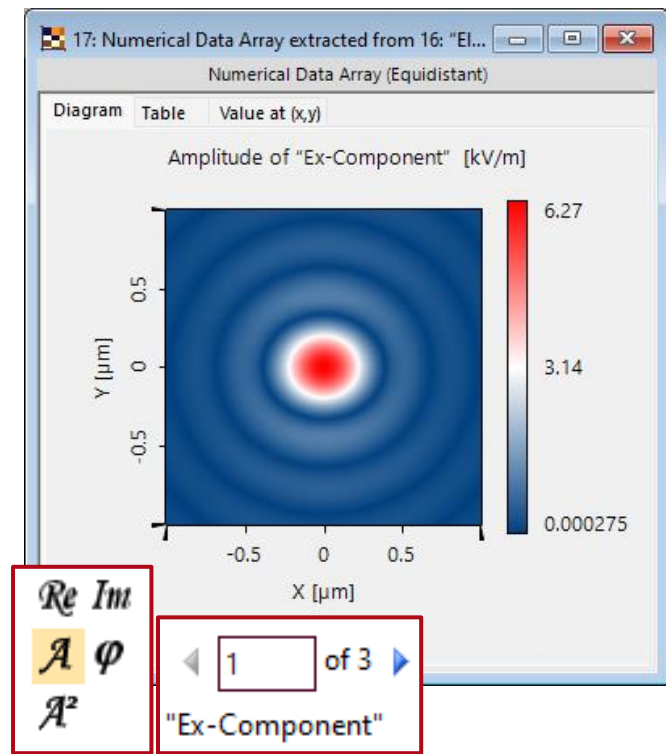 17: Numerical Data Array extracted from 16: "El...
Numerical Data Array (Equidistant)
Diagram Table Value at (x,y)
Amplitude of "Ex-Component" [kV/m]
6.27
3.14
0.000275
Y [µm]
0.5
0
-0.5
-0.5 0 0.5
X [µm]
Re Im
A φ
A²
1 of 3
"Ex-Component"